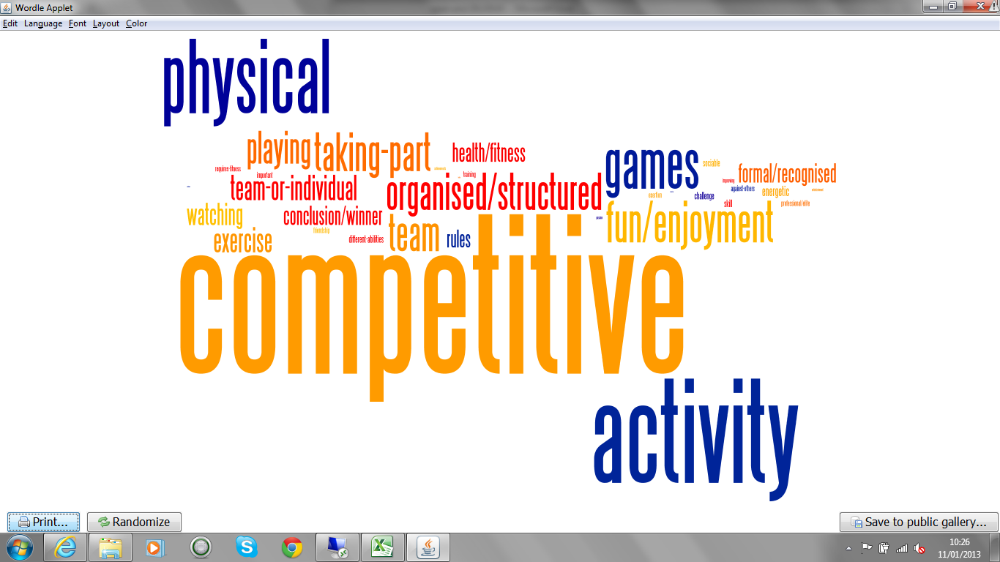 Wordle Applet
Edit Language Font Layout Color
physical
playing taking-part health/fitness
games sociable
requires-fitness important training improving formal/recognised
team-or-individual organised/structured against-others energetic
exertion challenge skill professional/elite
watching conclusion/winner fun/enjoyment
friendship
exercise different-abilities team rules
competitive
activity
Print... Randomize Save to public gallery...
10:26
11/01/2013